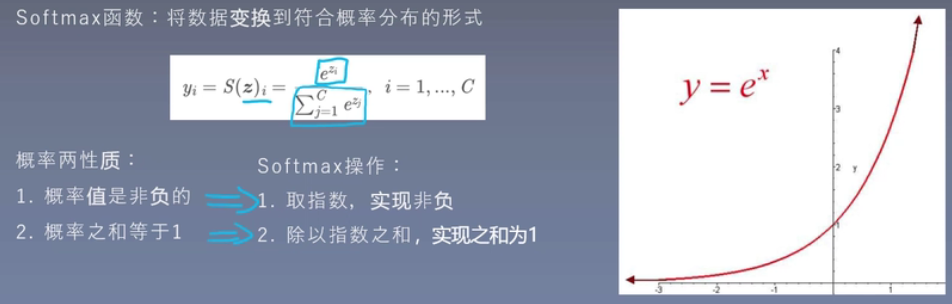 Softmax函数：将数据变换到符合概率分布的形式
y_i = S(z)_i = \frac{e^{z_i}}{\sum_{j=1}^{C} e^{z_j}}, i = 1, ..., C
概率两性质：
1. 概率值是非负的
2. 概率之和等于1
Softmax操作：
1. 取指数，实现非负
2. 除以指数之和，实现之和为1
y = e^x
4
3
2
y
1
-3 -2 -1 1